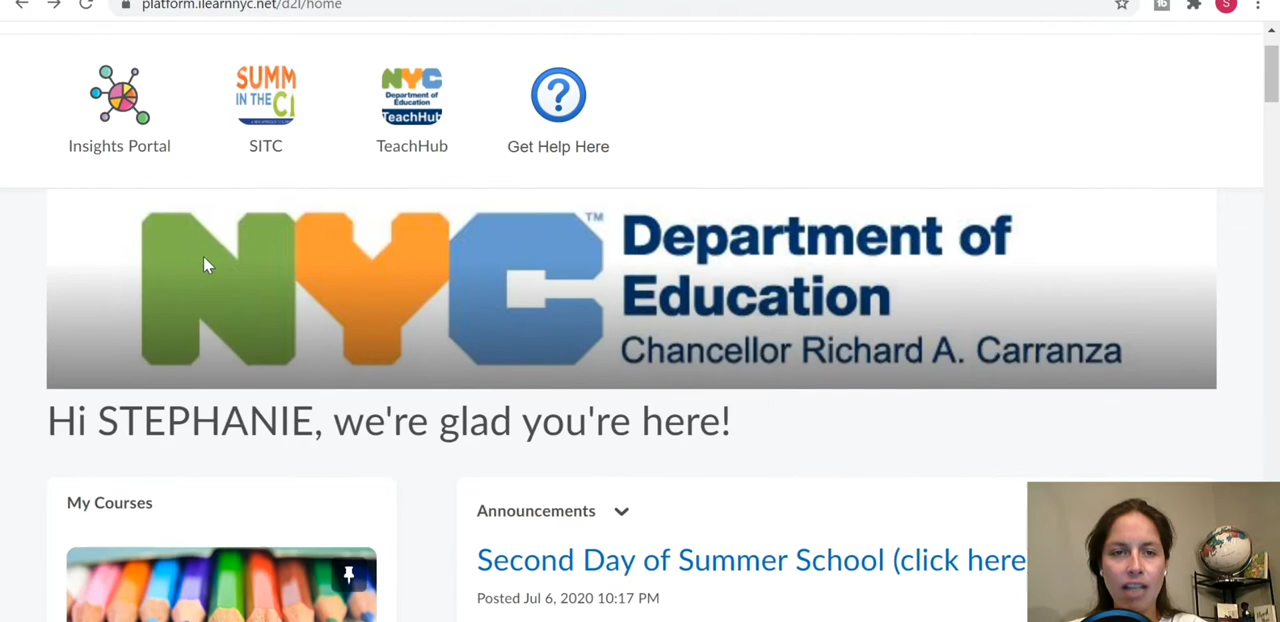 platform.ilearnnyc.net/d2l/home
S
SUMM
IN THE CI
NYC
Department of
Education
TeachHub
?
Insights Portal
SITC
TeachHub
Get Help Here
NYC™
Department of
Education
Chancellor Richard A. Carranza
Hi STEPHANIE, we're glad you're here!
My Courses
Announcements
Second Day of Summer School (click here
Posted Jul 6, 2020 10:17 PM